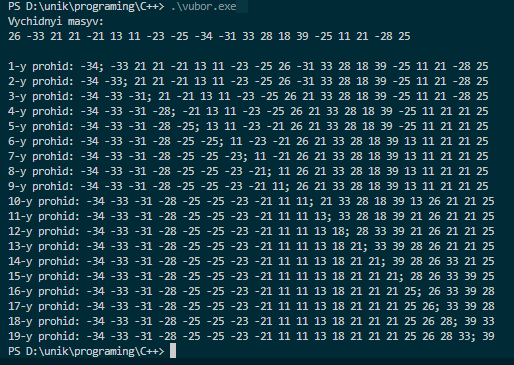 PS D:\unik\programing\C++> .\vubor.exe
Vychidnyi masyv:
26 -33 21 21 -21 13 11 -23 -25 -34 -31 33 28 18 39 -25 11 21 -28 25
1-y prohid: -34; -33 21 21 -21 13 11 -23 -25 26 -31 33 28 18 39 -25 11 21 -28 25
2-y prohid: -34 -33; 21 21 -21 13 11 -23 -25 26 -31 33 28 18 39 -25 11 21 -28 25
3-y prohid: -34 -33 -31; 21 -21 13 11 -23 -25 26 21 33 28 18 39 -25 11 21 -28 25
4-y prohid: -34 -33 -31 -28; -21 13 11 -23 -25 26 21 33 28 18 39 -25 11 21 21 25
5-y prohid: -34 -33 -31 -28 -25; 13 11 -23 -21 26 21 33 28 18 39 -25 11 21 21 25
6-y prohid: -34 -33 -31 -28 -25 -25; 11 -23 -21 26 21 33 28 18 39 13 11 21 21 25
7-y prohid: -34 -33 -31 -28 -25 -25 -23; 11 -21 26 21 33 28 18 39 13 11 21 21 25
8-y prohid: -34 -33 -31 -28 -25 -25 -23 -21; 11 26 21 33 28 18 39 13 11 21 21 25
9-y prohid: -34 -33 -31 -28 -25 -25 -23 -21 11; 26 21 33 28 18 39 13 11 21 21 25
10-y prohid: -34 -33 -31 -28 -25 -25 -23 -21 11 11; 21 33 28 18 39 13 26 21 21 25
11-y prohid: -34 -33 -31 -28 -25 -25 -23 -21 11 11 13; 33 28 18 39 21 26 21 21 25
12-y prohid: -34 -33 -31 -28 -25 -25 -23 -21 11 11 13 18; 28 33 39 21 26 21 21 25
13-y prohid: -34 -33 -31 -28 -25 -25 -23 -21 11 11 13 18 21; 33 39 28 26 21 21 25
14-y prohid: -34 -33 -31 -28 -25 -25 -23 -21 11 11 13 18 21 21; 39 28 26 33 21 25
15-y prohid: -34 -33 -31 -28 -25 -25 -23 -21 11 11 13 18 21 21 21; 28 26 33 39 25
16-y prohid: -34 -33 -31 -28 -25 -25 -23 -21 11 11 13 18 21 21 21 25; 26 33 39 28
17-y prohid: -34 -33 -31 -28 -25 -25 -23 -21 11 11 13 18 21 21 21 25 26; 33 39 28
18-y prohid: -34 -33 -31 -28 -25 -25 -23 -21 11 11 13 18 21 21 21 25 26 28; 39 33
19-y prohid: -34 -33 -31 -28 -25 -25 -23 -21 11 11 13 18 21 21 21 25 26 28 33; 39
PS D:\unik\programing\C++>